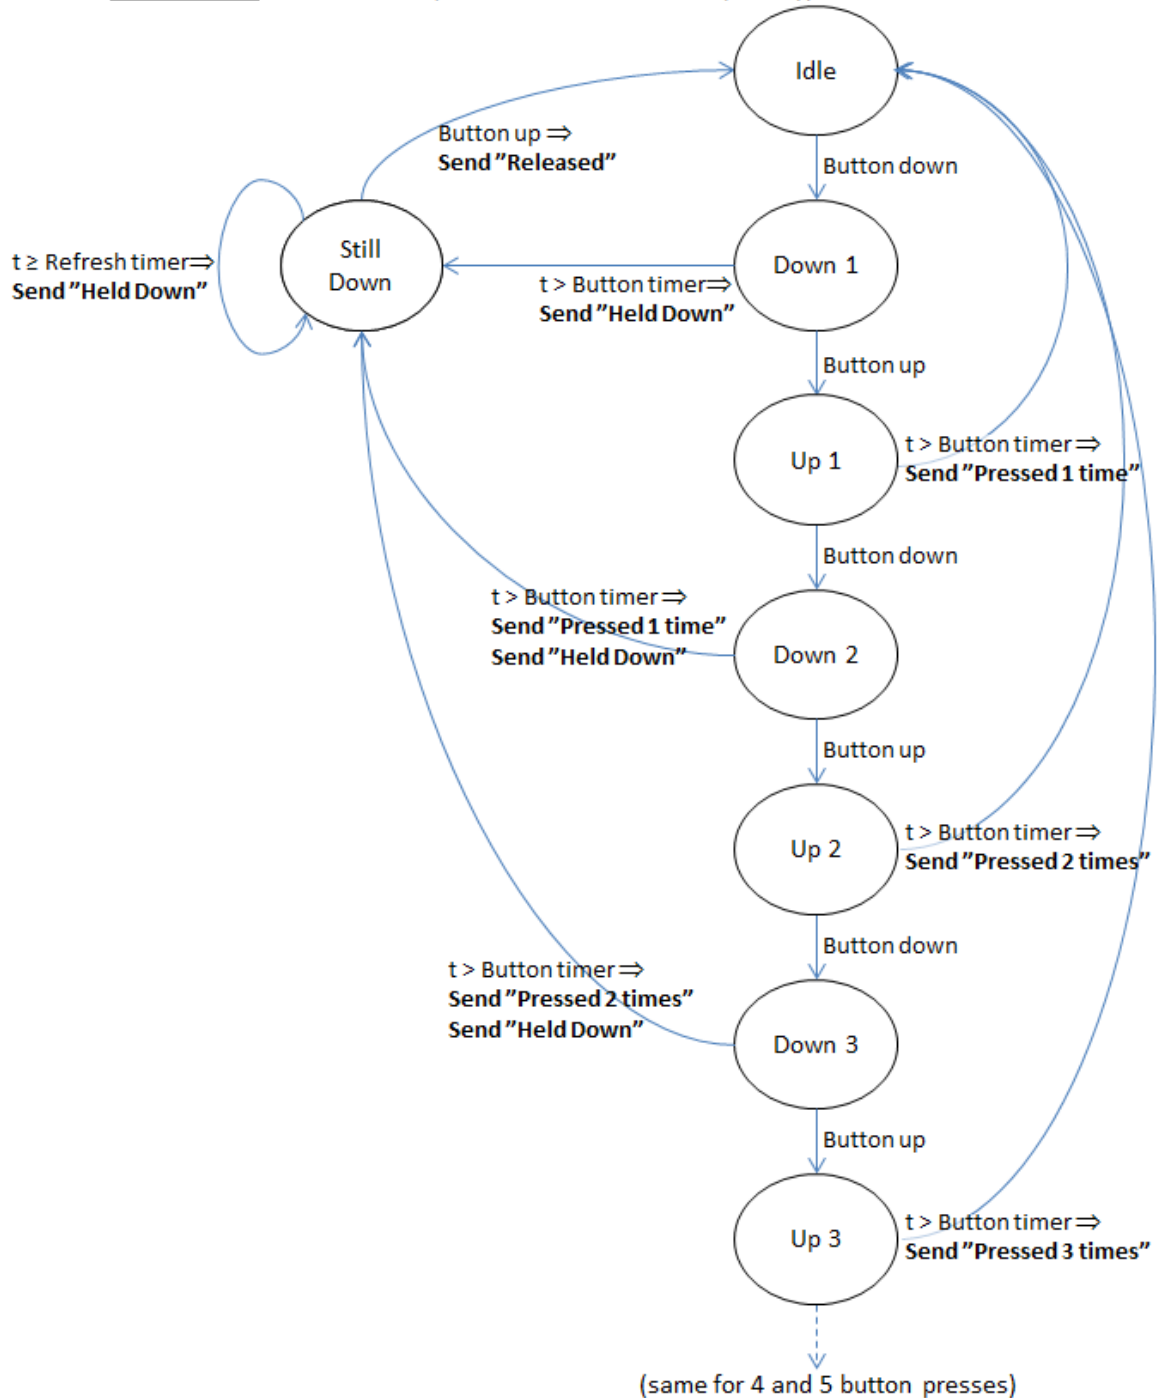 Idle
Button up ⇒
Send ”Released”
Button down
Still
Down
Down 1
t ≥ Refresh timer⇒
Send ”Held Down”
t > Button timer⇒
Send ”Held Down”
Button up
Up 1
t > Button timer⇒
Send ”Pressed 1 time”
Button down
t > Button timer⇒
Send ”Pressed 1 time”
Send ”Held Down”
Down 2
Button up
Up 2
t > Button timer⇒
Send ”Pressed 2 times”
Button down
t > Button timer⇒
Send ”Pressed 2 times”
Send ”Held Down”
Down 3
Button up
Up 3
t > Button timer⇒
Send ”Pressed 3 times”
(same for 4 and 5 button presses)